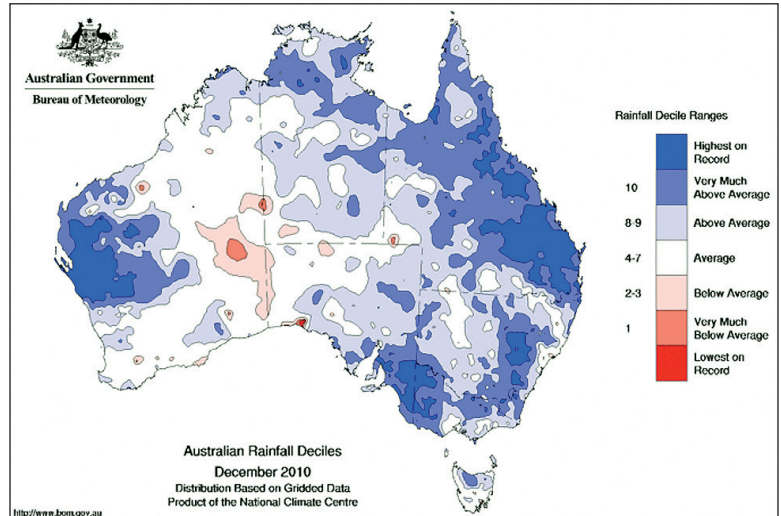 Australian Government
Bureau of Meteorology
Rainfall Decile Ranges
Highest on
Record
10
Very Much
Above Average
8-9
Above Average
4-7
Average
2-3
Below Average
1
Very Much
Below Average
Lowest on
Record
Australian Rainfall Deciles
December 2010
Distribution Based on Gridded Data
Product of the National Climate Centre
http://www.bom.gov.au